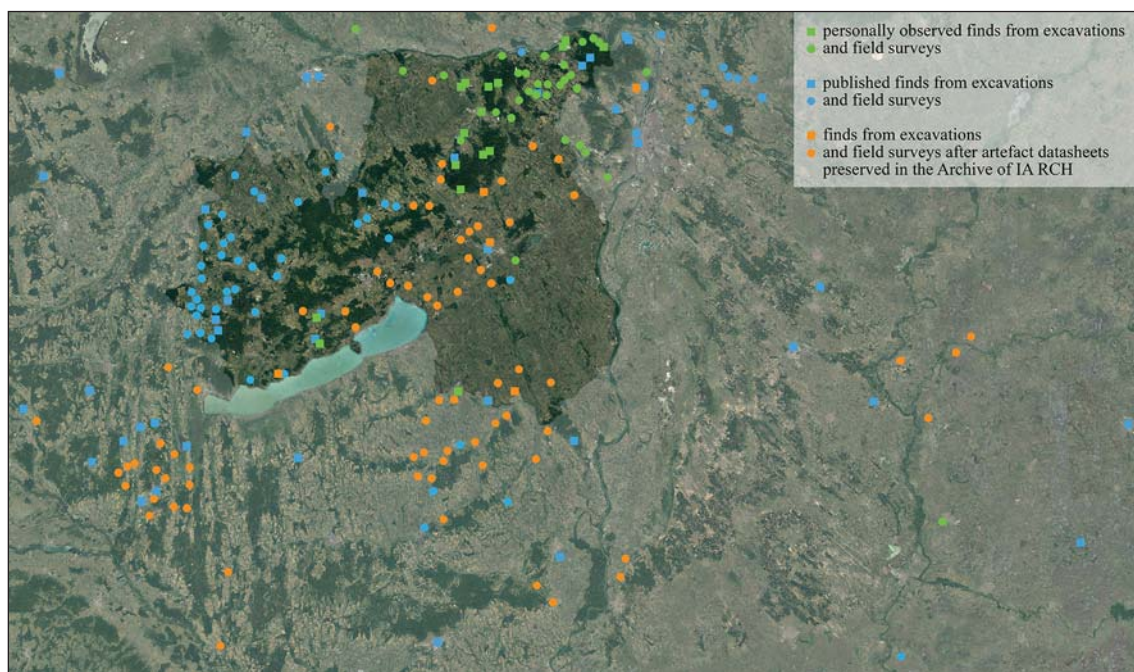 personally observed finds from excavations
and field surveys
published finds from excavations
and field surveys
finds from excavations
and field surveys after artefact datasheets
preserved in the Archive of IA RCH